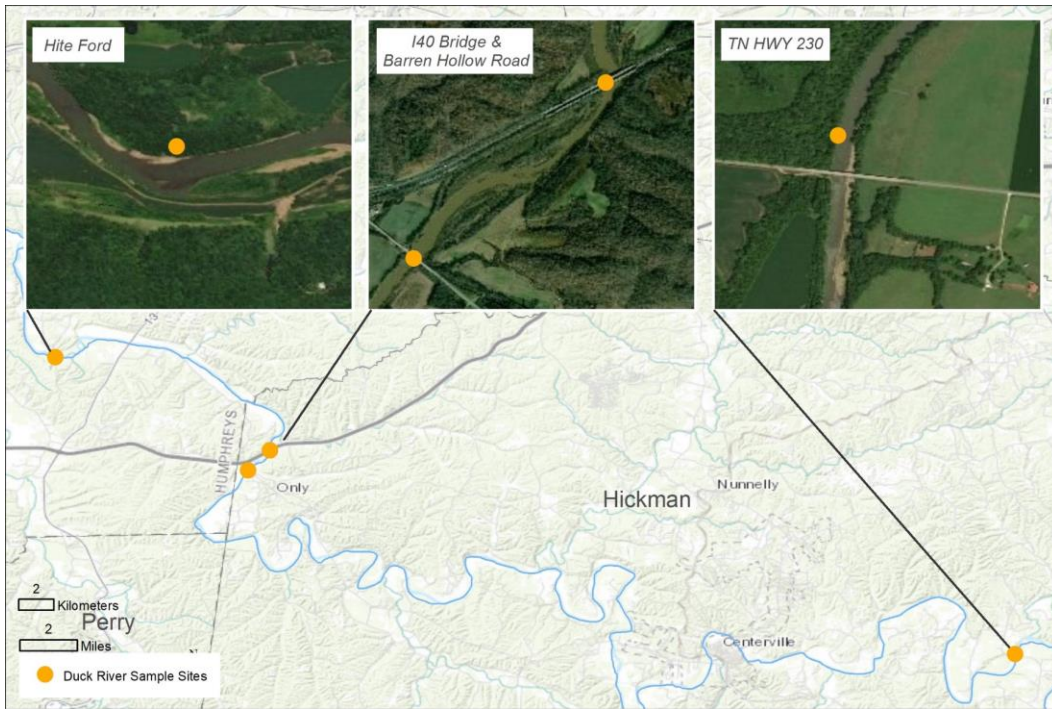 Hite Ford
I40 Bridge &
Barren Hollow Road
TN HWY 230
13
HUMPHREYS
Only
Nunnelly
Hickman
2
Kilometers
Perry
2
Miles
Centerville
Duck River Sample Sites